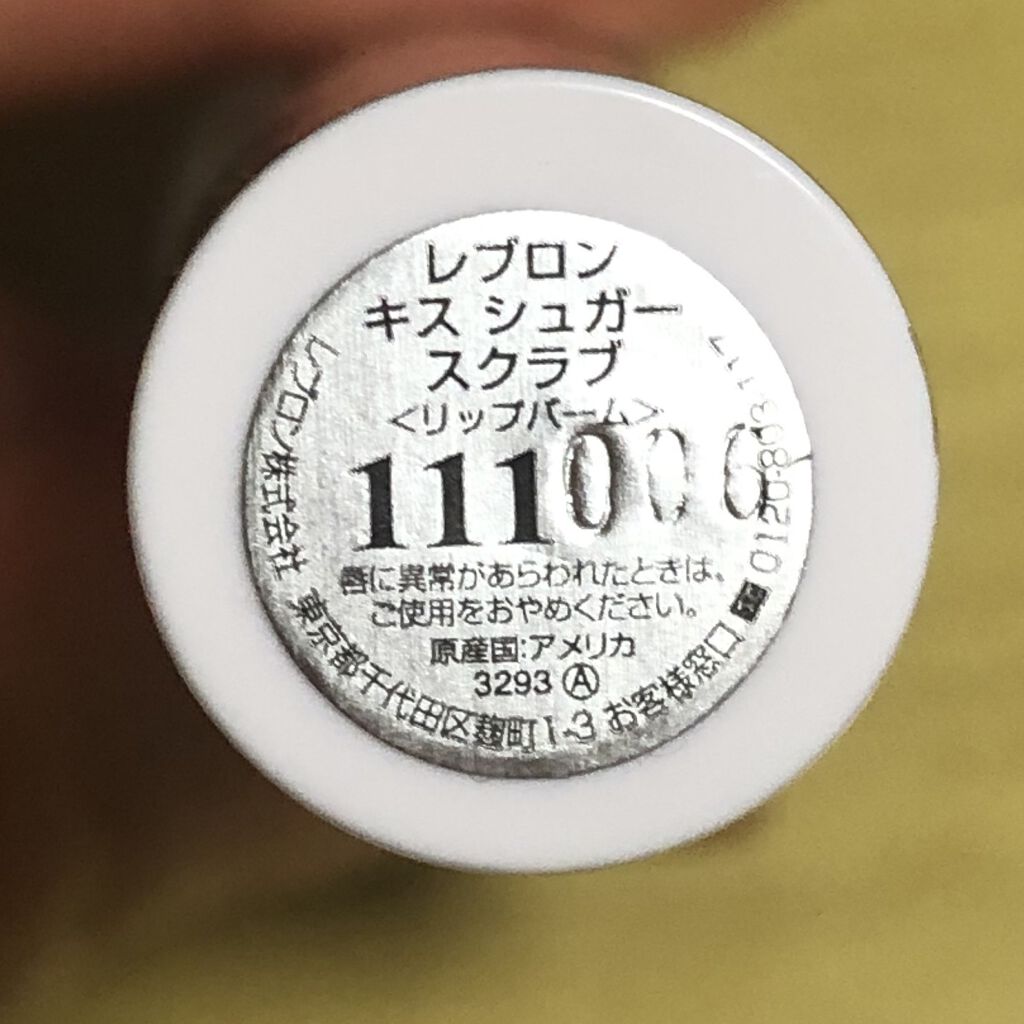 レブロン
キス シュガー
スクラブ
<リップバーム>
111
唇に異常があらわれたときは、
ご使用をおやめください。
原産国:アメリカ
3293 Ⓐ
レブロン株式会社 東京都千代田区麹町1-3 お客様窓口 0120-803-117